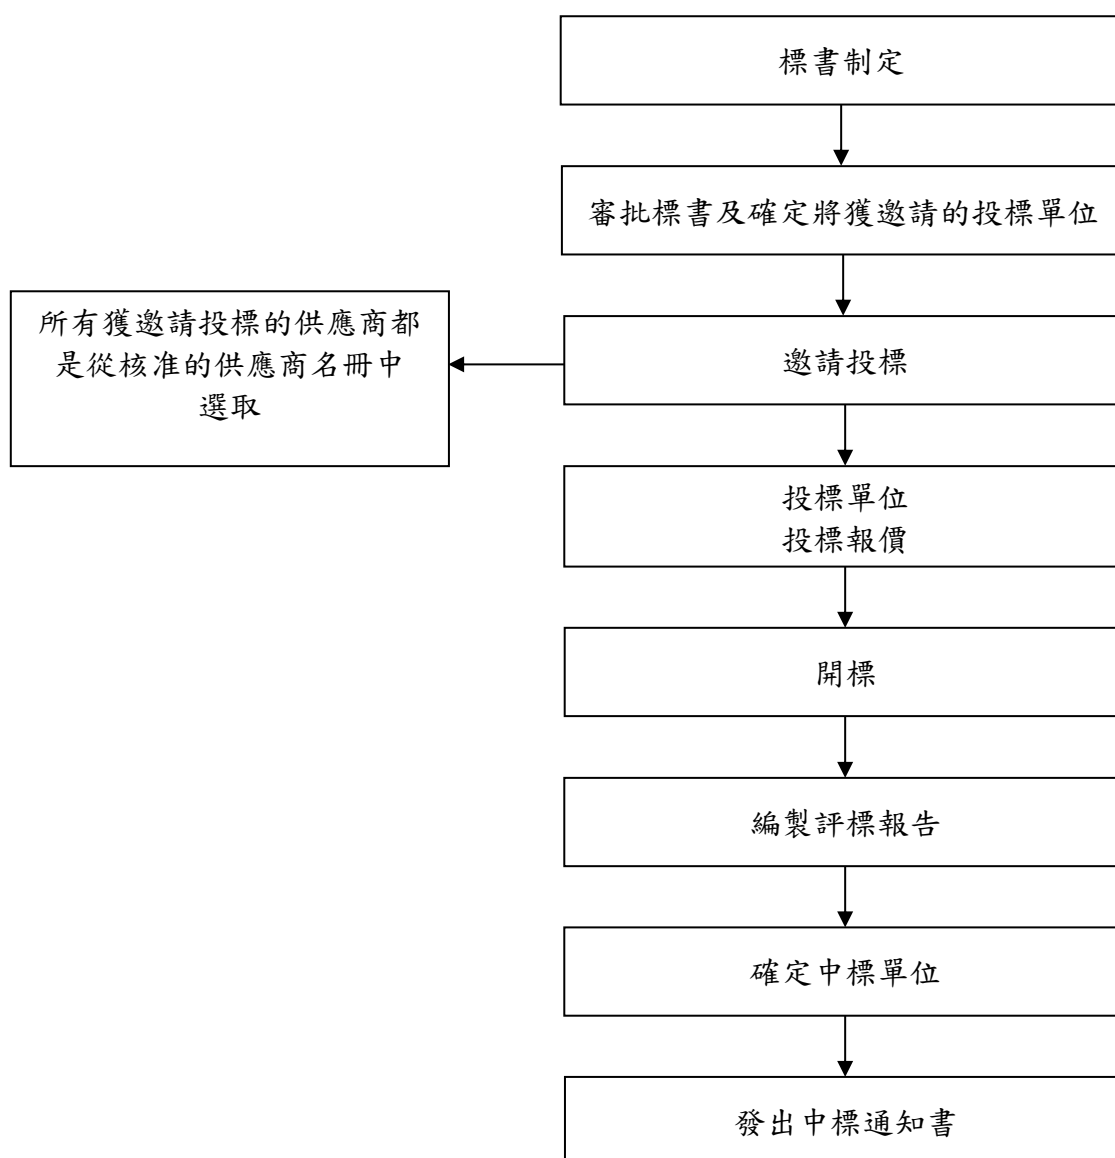 標書制定
審批標書及確定將獲邀請的投標單位
所有獲邀請投標的供應商都
是從核准的供應商名冊中
選取
邀請投標
投標單位
投標報價
開標
編製評標報告
確定中標單位
發出中標通知書